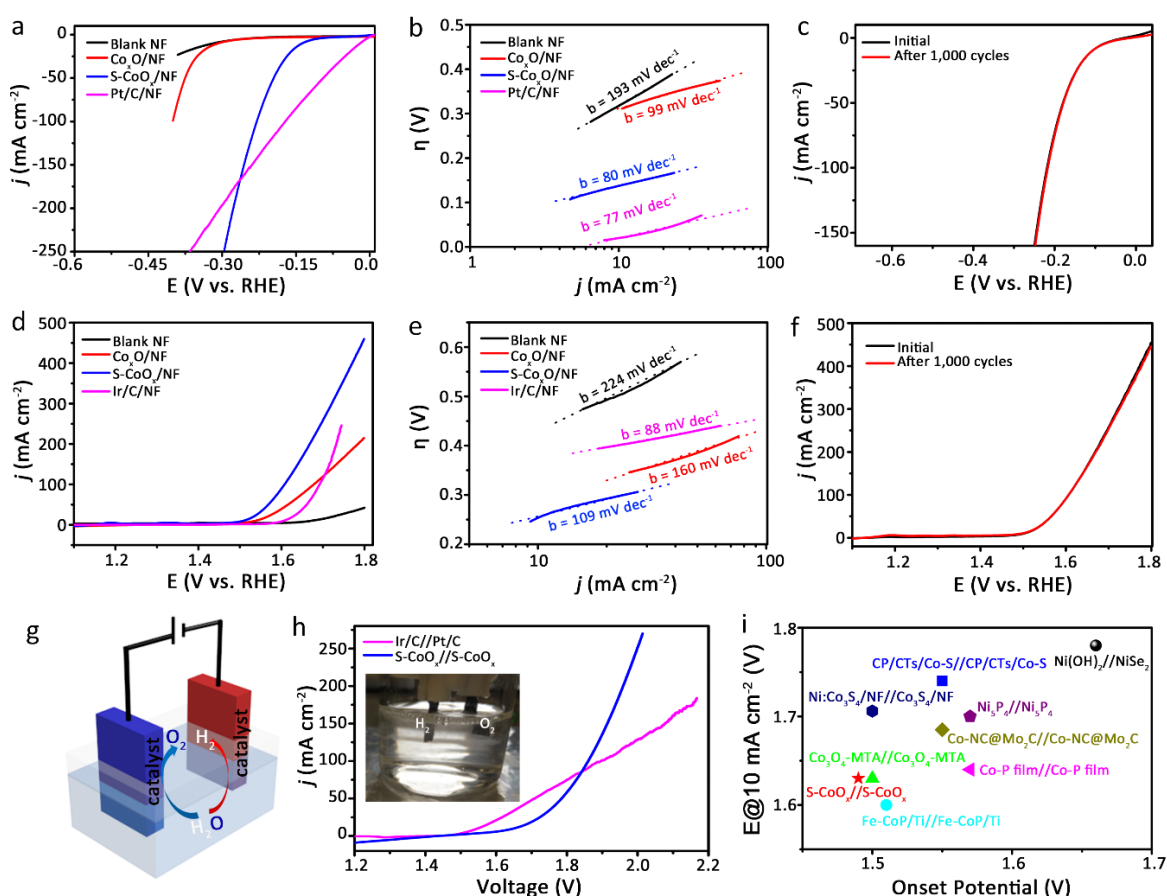 a
Blank NF
CoₓO/NF
S-CoOₓ/NF
Pt/C/NF
0
-50
-100
-150
-200
-250
j (mA cm⁻²)
-0.6
-0.45
-0.30
-0.15
0.0
E (V vs. RHE)
b
Blank NF
CoₓO/NF
S-CoₓO/NF
Pt/C/NF
b = 193 mV dec⁻¹
b = 99 mV dec⁻¹
b = 80 mV dec⁻¹
b = 77 mV dec⁻¹
0.5
0.4
0.3
0.2
0.1
0.0
η (V)
1
10
100
j (mA cm⁻²)
c
Initial
After 1,000 cycles
0
-50
-100
-150
j (mA cm⁻²)
-0.6
-0.4
-0.2
0.0
E (V vs. RHE)
d
Blank NF
CoₓO/NF
S-CoOₓ/NF
Ir/C/NF
500
450
400
350
300
250
200
150
100
50
0
j (mA cm⁻²)
1.2
1.4
1.6
1.8
E (V vs. RHE)
e
Blank NF
CoₓO/NF
S-CoₓO/NF
Ir/C/NF
b = 224 mV dec⁻¹
b = 88 mV dec⁻¹
b = 160 mV dec⁻¹
b = 109 mV dec⁻¹
0.6
0.5
0.4
0.3
0.2
η (V)
10
100
j (mA cm⁻²)
f
Initial
After 1,000 cycles
500
400
300
200
100
0
j (mA cm⁻²)
1.2
1.4
1.6
1.8
E (V vs. RHE)
g
catalyst
catalyst
O₂
H₂
H₂O
h
Ir/C//Pt/C
S-CoOₓ//S-CoOₓ
H₂
O₂
250
200
150
100
50
0
j (mA cm⁻²)
1.2
1.4
1.6
1.8
2.0
2.2
Voltage (V)
i
1.8
1.7
1.6
E@10 mA cm⁻² (V)
CP/CTs/Co-S//CP/CTs/Co-S
Ni(OH)₂//NiSe₂
Ni:Co₃S₄/NF//Co₃S₄/NF
Ni₅P₄//Ni₅P₄
Co-NC@Mo₂C//Co-NC@Mo₂C
Co₃O₄-MTA//Co₃O₄-MTA
Co-P film//Co-P film
S-CoOₓ//S-CoOₓ
Fe-CoP/Ti//Fe-CoP/Ti
1.5
1.6
1.7
Onset Potential (V)